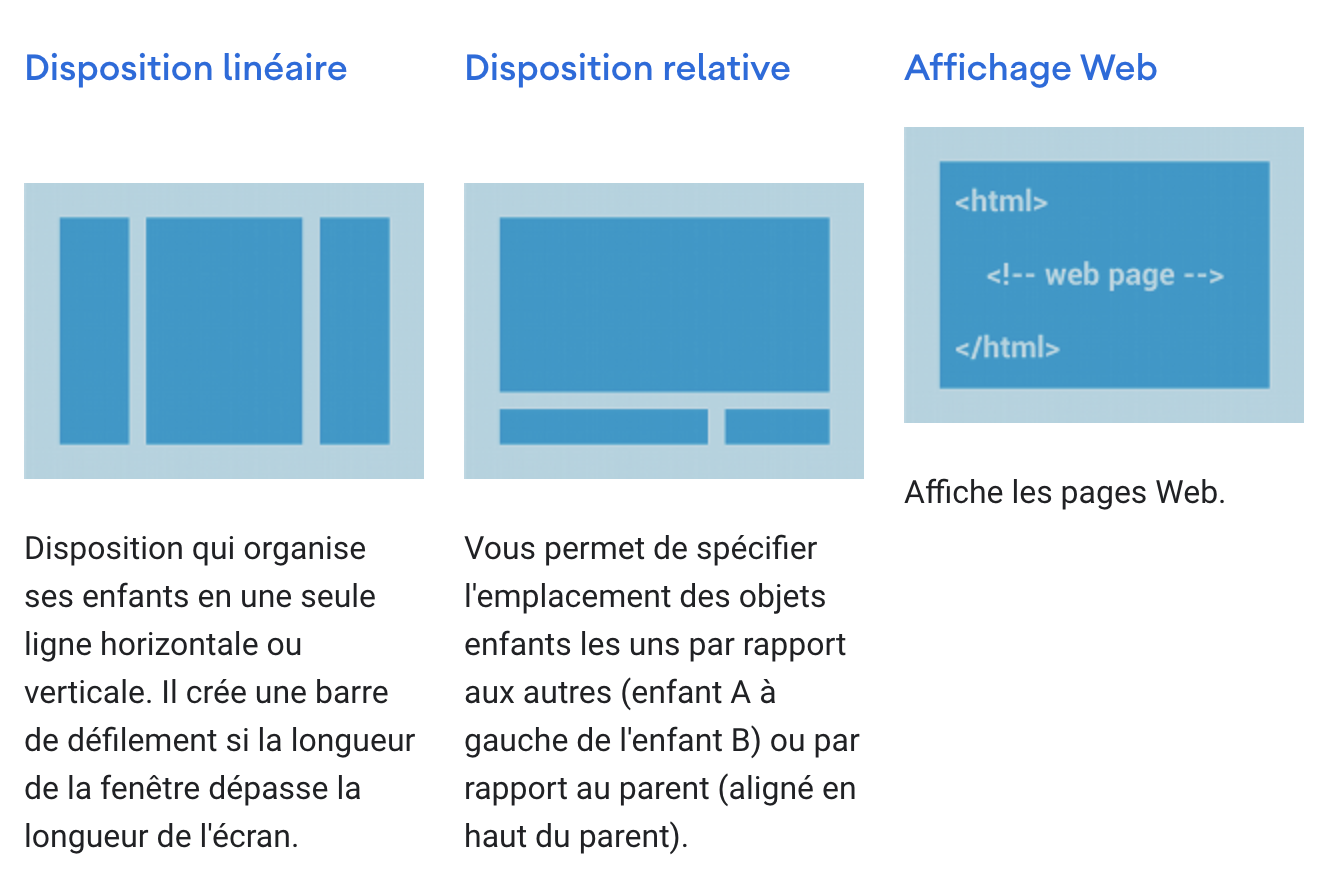 Disposition linéaire
Disposition qui organise
ses enfants en une seule
ligne horizontale ou
verticale. Il crée une barre
de défilement si la longueur
de la fenêtre dépasse la
longueur de l'écran.
Disposition relative
Vous permet de spécifier
l'emplacement des objets
enfants les uns par rapport
aux autres (enfant A à
gauche de l'enfant B) ou par
rapport au parent (aligné en
haut du parent).
Affichage Web
<html>
<!-- web page -->
</html>
Affiche les pages Web.